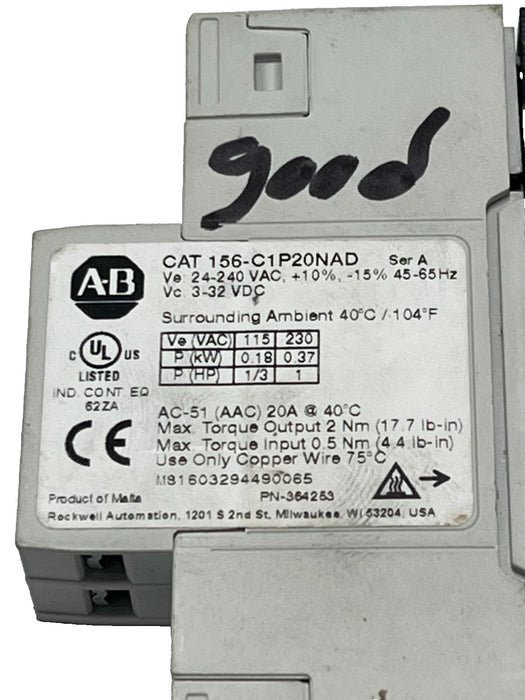 good
A-B
CAT 156-C1P20NAD Ser A
Ve: 24-240 VAC, +10%, -15% 45-65Hz
Vc: 3-32 VDC
Surrounding Ambient 40°C / 104°F
Ve (VAC) 115 230
P (kW) 0.18 0.37
P (HP) 1/3 1
C UL US
LISTED
IND. CONT. EQ.
62ZA
CE
AC-51 (AAC) 20A @ 40°C
Max. Torque Output 2 Nm (17.7 lb-in)
Max. Torque Input 0.5 Nm (4.4 lb-in)
Use Only Copper Wire 75°C
MS1603294490065
Product of Malta PN-364253
Rockwell Automation, 1201 S 2nd St, Milwaukee, WI 53204, USA